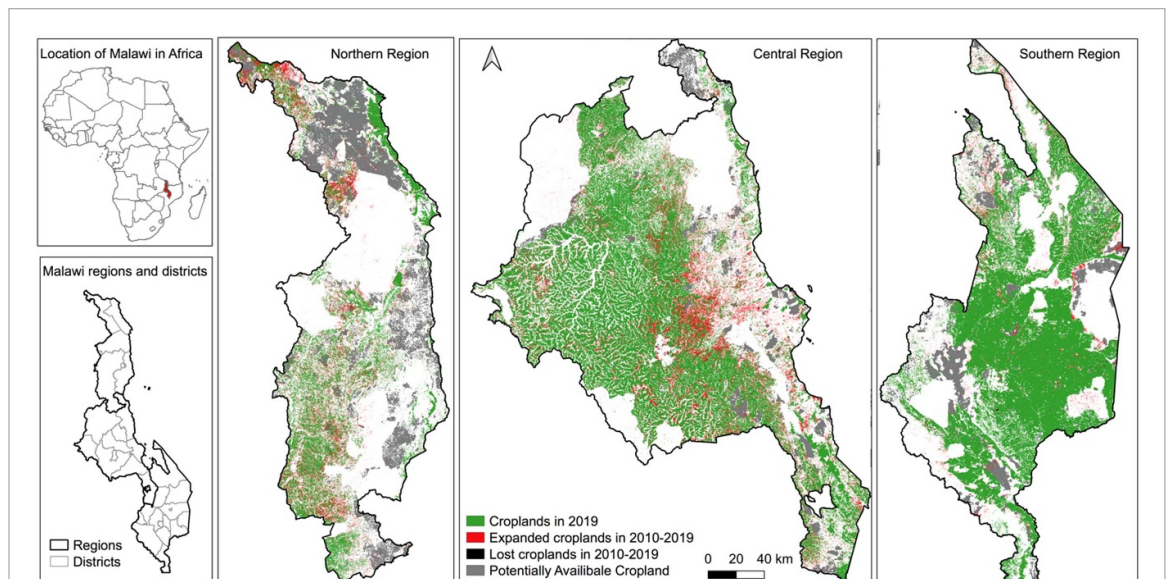 Location of Malawi in Africa
Northern Region
Central Region
Southern Region
Malawi regions and districts
Regions
Districts
Croplands in 2019
Expanded croplands in 2010-2019
Lost croplands in 2010-2019
Potentially Availibale Cropland
0 20 40 km